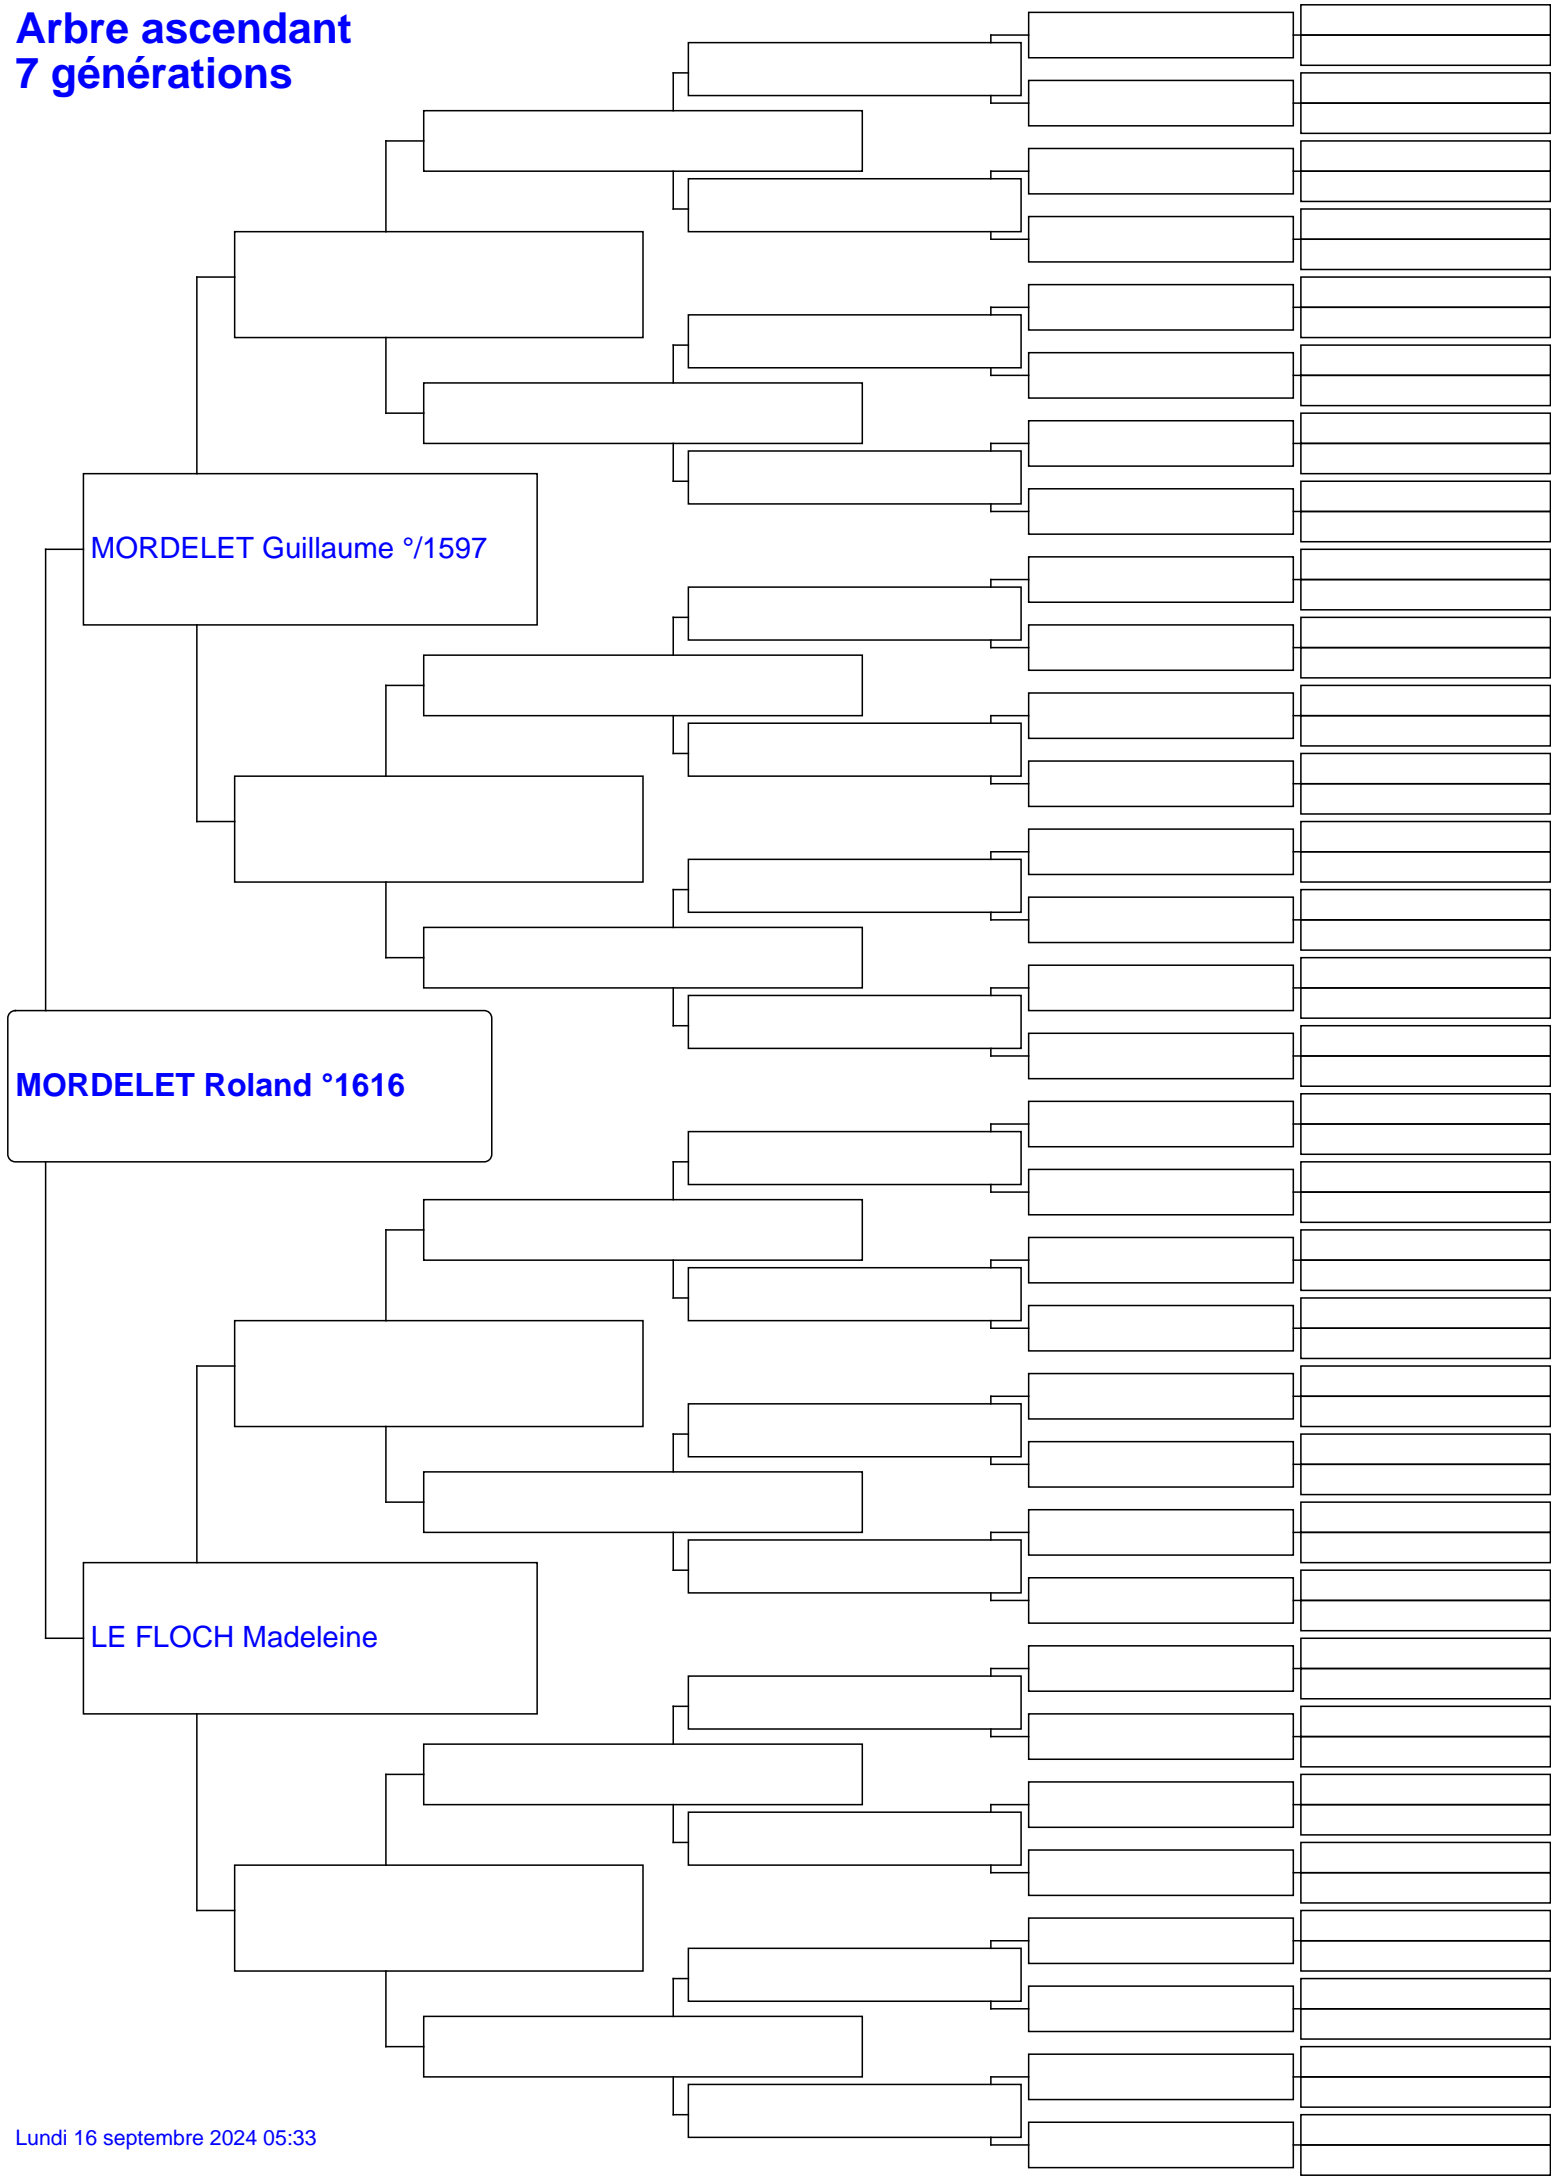 Arbre ascendant
7 générations
MORDELET Guillaume °/1597
MORDELET Roland °1616
LE FLOCH Madeleine
Lundi 16 septembre 2024 05:33